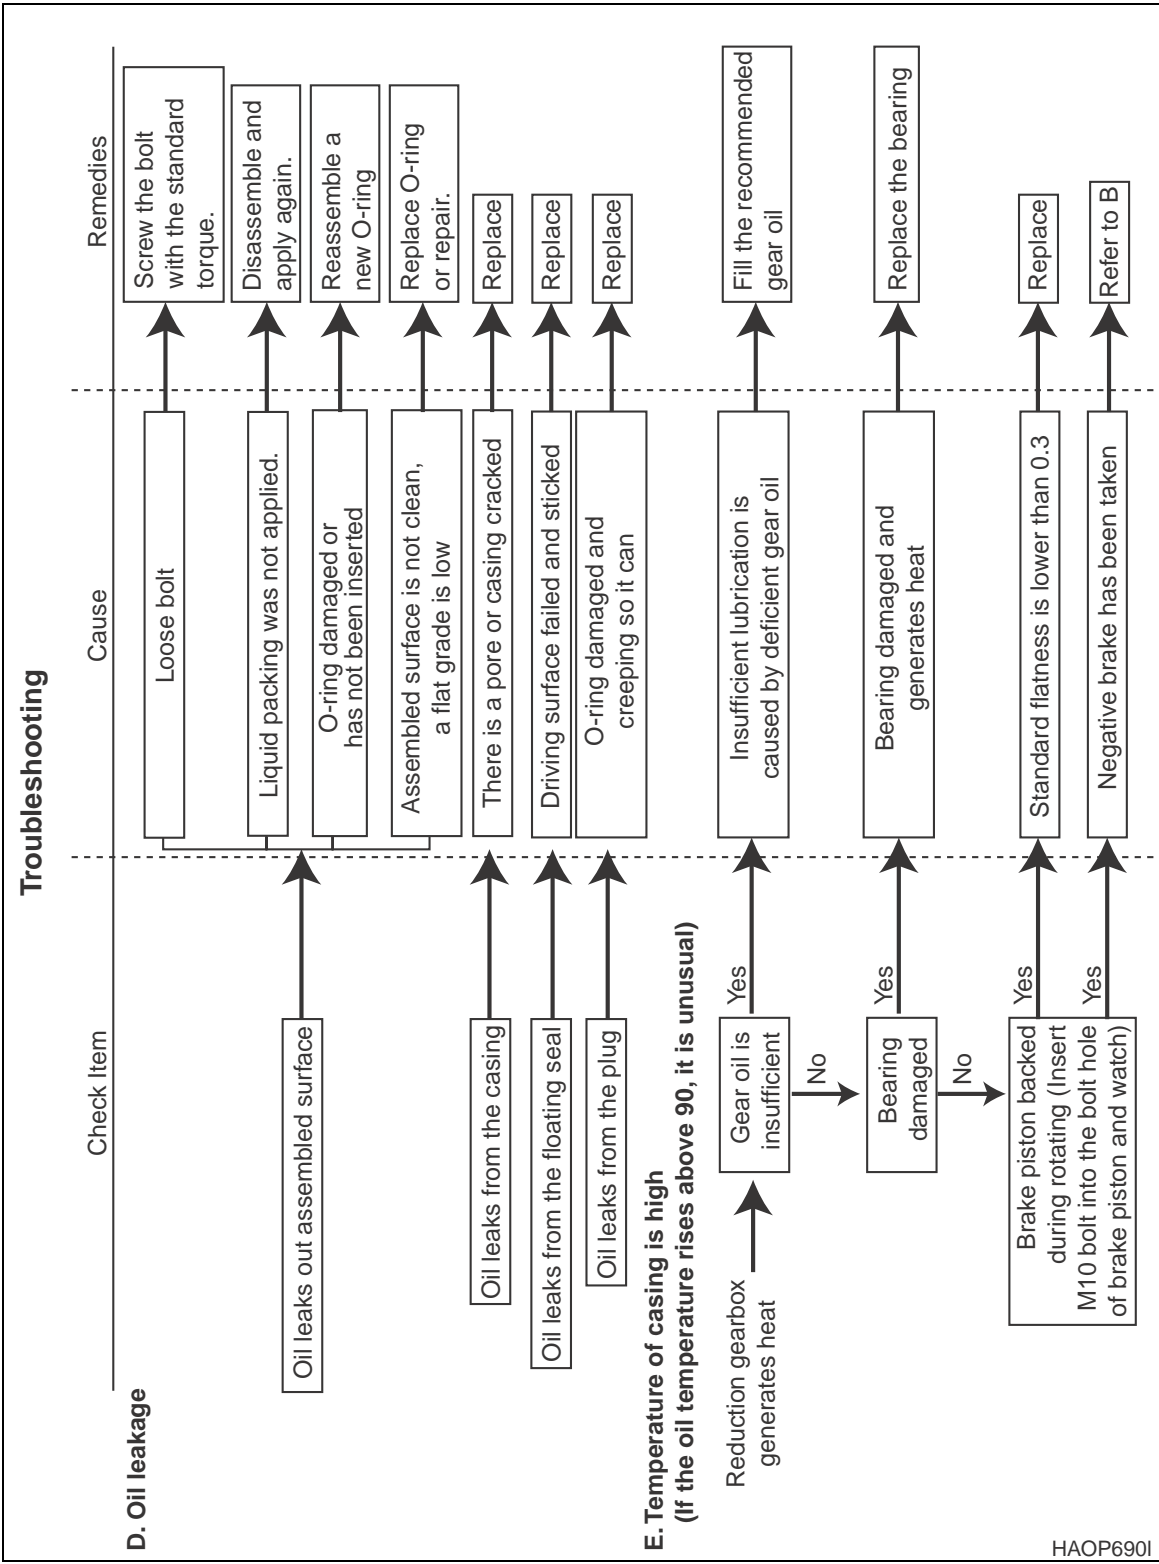 Troubleshooting
Check Item
Cause
Remedies
D. Oil leakage
Oil leaks out assembled surface
Loose bolt
Screw the bolt
with the standard
torque.
Liquid packing was not applied.
Disassemble and
apply again.
O-ring damaged or
has not been inserted
Reassemble a
new O-ring
Assembled surface is not clean,
a flat grade is low
Replace O-ring
or repair.
Oil leaks from the casing
There is a pore or casing cracked
Replace
Oil leaks from the floating seal
Driving surface failed and sticked
Replace
Oil leaks from the plug
O-ring damaged and
creeping so it can
Replace
E. Temperature of casing is high
(If the oil temperature rises above 90, it is unusual)
Reduction gearbox
generates heat
Gear oil is
insufficient
Yes
Insufficient lubrication is
caused by deficient gear oil
Fill the recommended
gear oil
No
Bearing
damaged
Yes
Bearing damaged and
generates heat
Replace the bearing
No
Brake piston backed
during rotating (Insert
M10 bolt into the bolt hole
of brake piston and watch)
Yes
Standard flatness is lower than 0.3
Replace
Yes
Negative brake has been taken
Refer to B
HAOP690I